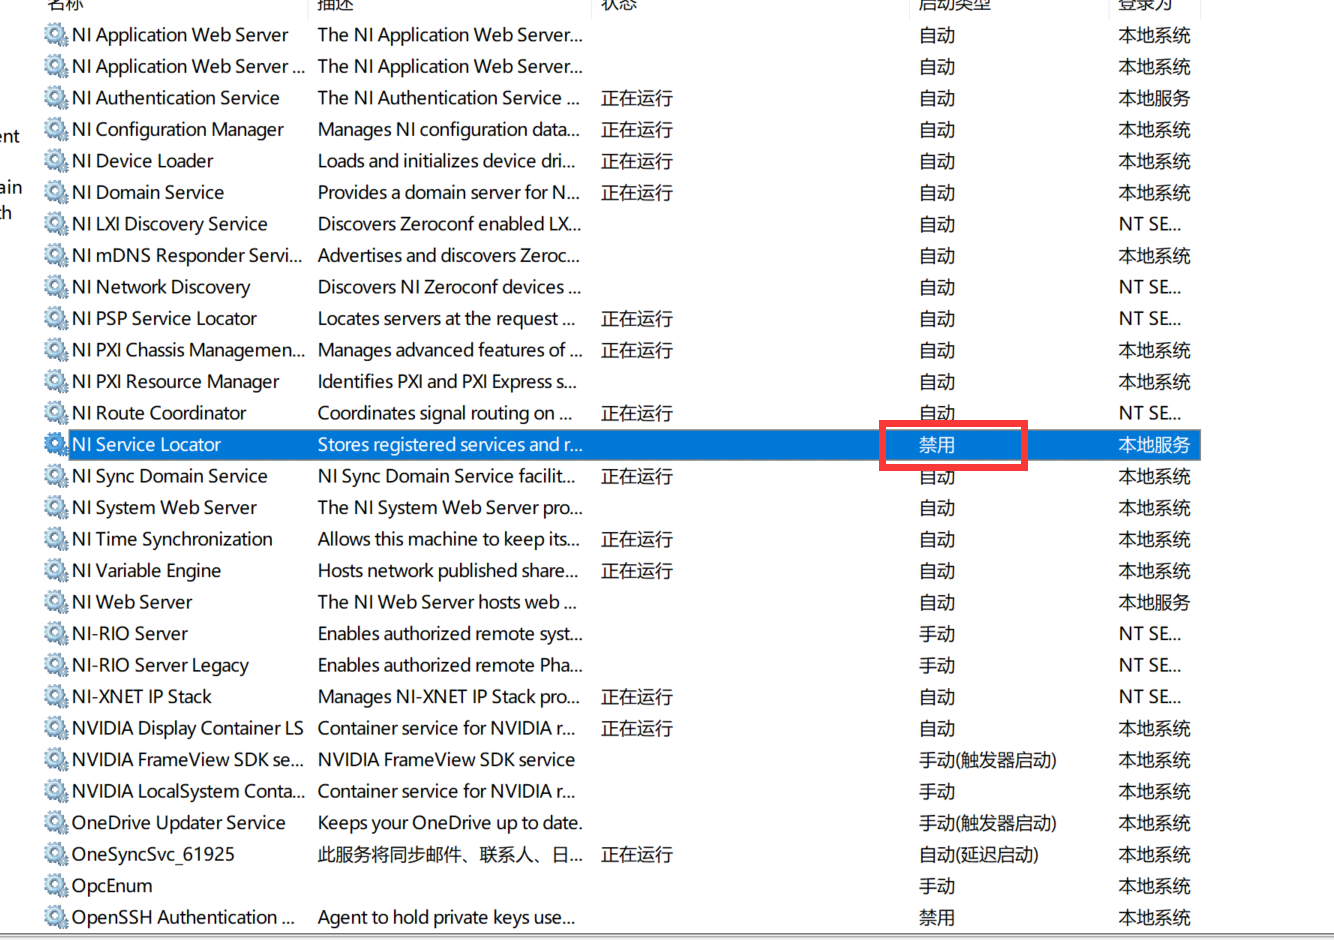 名称 描述 状态 启动类型 登录为
NI Application Web Server The NI Application Web Server... 自动 本地系统
NI Application Web Server ... The NI Application Web Server... 自动 本地系统
NI Authentication Service The NI Authentication Service ... 正在运行 自动 本地服务
ent NI Configuration Manager Manages NI configuration data... 正在运行 自动 本地系统
NI Device Loader Loads and initializes device dri... 正在运行 自动 本地系统
ain NI Domain Service Provides a domain server for N... 正在运行 自动 本地系统
th NI LXI Discovery Service Discovers Zeroconf enabled LX... 自动 NT SE...
NI mDNS Responder Servi... Advertises and discovers Zeroc... 自动 本地系统
NI Network Discovery Discovers NI Zeroconf devices ... 自动 NT SE...
NI PSP Service Locator Locates servers at the request ... 正在运行 自动 NT SE...
NI PXI Chassis Managemen... Manages advanced features of ... 正在运行 自动 本地系统
NI PXI Resource Manager Identifies PXI and PXI Express s... 自动 本地系统
NI Route Coordinator Coordinates signal routing on ... 正在运行 自动 NT SE...
NI Service Locator Stores registered services and r... 禁用 本地服务
NI Sync Domain Service NI Sync Domain Service facilit... 正在运行 自动 本地系统
NI System Web Server The NI System Web Server pro... 自动 本地系统
NI Time Synchronization Allows this machine to keep its... 正在运行 自动 本地系统
NI Variable Engine Hosts network published share... 正在运行 自动 本地系统
NI Web Server The NI Web Server hosts web ... 自动 本地服务
NI-RIO Server Enables authorized remote syst... 手动 NT SE...
NI-RIO Server Legacy Enables authorized remote Pha... 手动 NT SE...
NI-XNET IP Stack Manages NI-XNET IP Stack pro... 正在运行 自动 NT SE...
NVIDIA Display Container LS Container service for NVIDIA r... 正在运行 自动 本地系统
NVIDIA FrameView SDK se... NVIDIA FrameView SDK service 手动(触发器启动) 本地系统
NVIDIA LocalSystem Conta... Container service for NVIDIA r... 手动 本地系统
OneDrive Updater Service Keeps your OneDrive up to date. 手动(触发器启动) 本地系统
OneSyncSvc_61925 此服务将同步邮件、联系人、日... 正在运行 自动(延迟启动) 本地系统
OpcEnum 手动 本地系统
OpenSSH Authentication ... Agent to hold private keys use... 禁用 本地系统